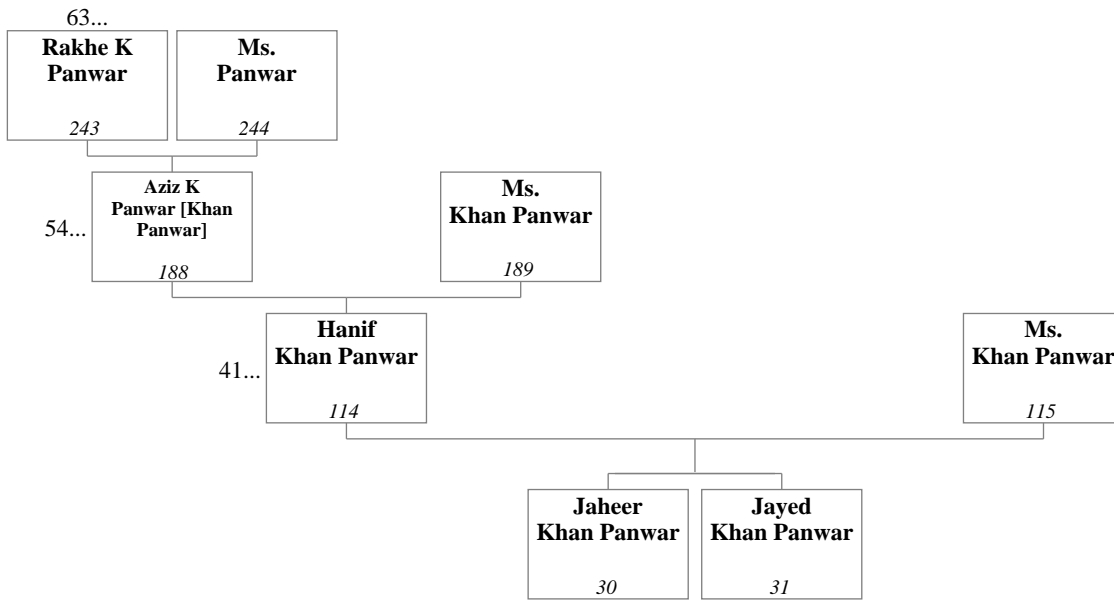 63...
Rakhe K
Panwar
243
Ms.
Panwar
244
54...
Aziz K
Panwar [Khan
Panwar]
188
Ms.
Khan Panwar
189
41...
Hanif
Khan Panwar
114
Ms.
Khan Panwar
115
Jaheer
Khan Panwar
30
Jayed
Khan Panwar
31